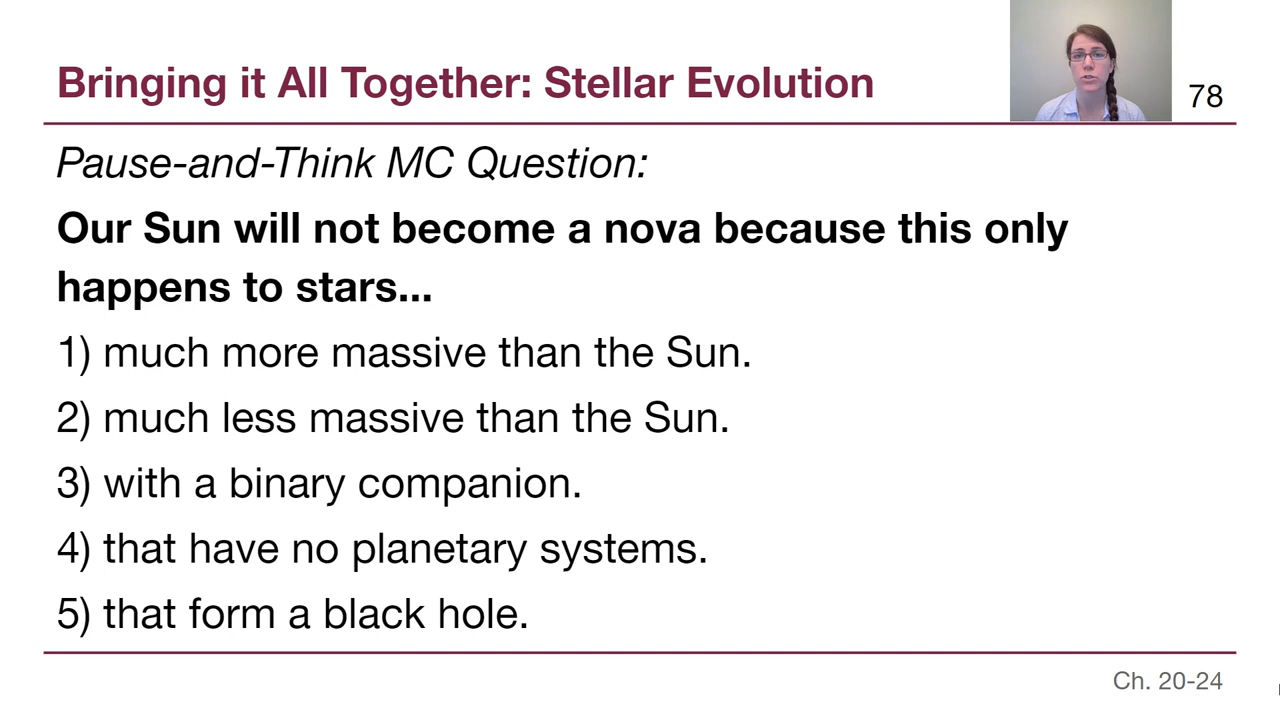 Bringing it All Together: Stellar Evolution
78
Pause-and-Think MC Question:
Our Sun will not become a nova because this only
happens to stars...
1) much more massive than the Sun.
2) much less massive than the Sun.
3) with a binary companion.
4) that have no planetary systems.
5) that form a black hole.
Ch. 20-24